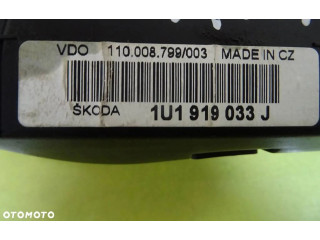 VDO 110.008.799/003 MADE IN CZ
ŠKODA 1U1 919 033 J
OTOMOTO